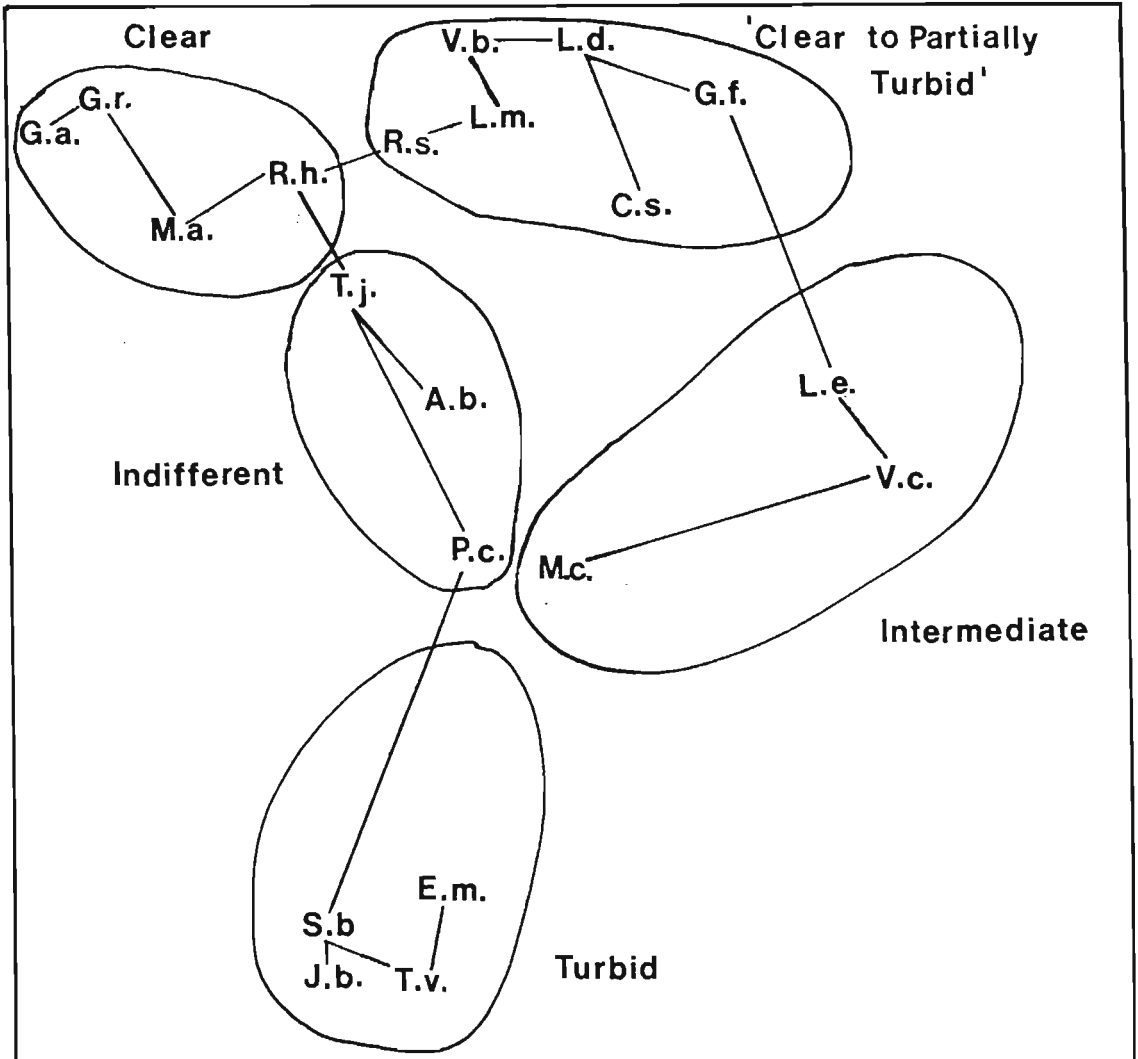 Clear
'Clear to Partially
Turbid'
V.b.
L.d.
G.f.
G.r.
G.a.
L.m.
R.s.
R.h.
C.s.
M.a.
T.j.
L.e.
A.b.
Indifferent
V.c.
P.c.
M.c.
Intermediate
E.m.
S.b
J.b.
T.v.
Turbid